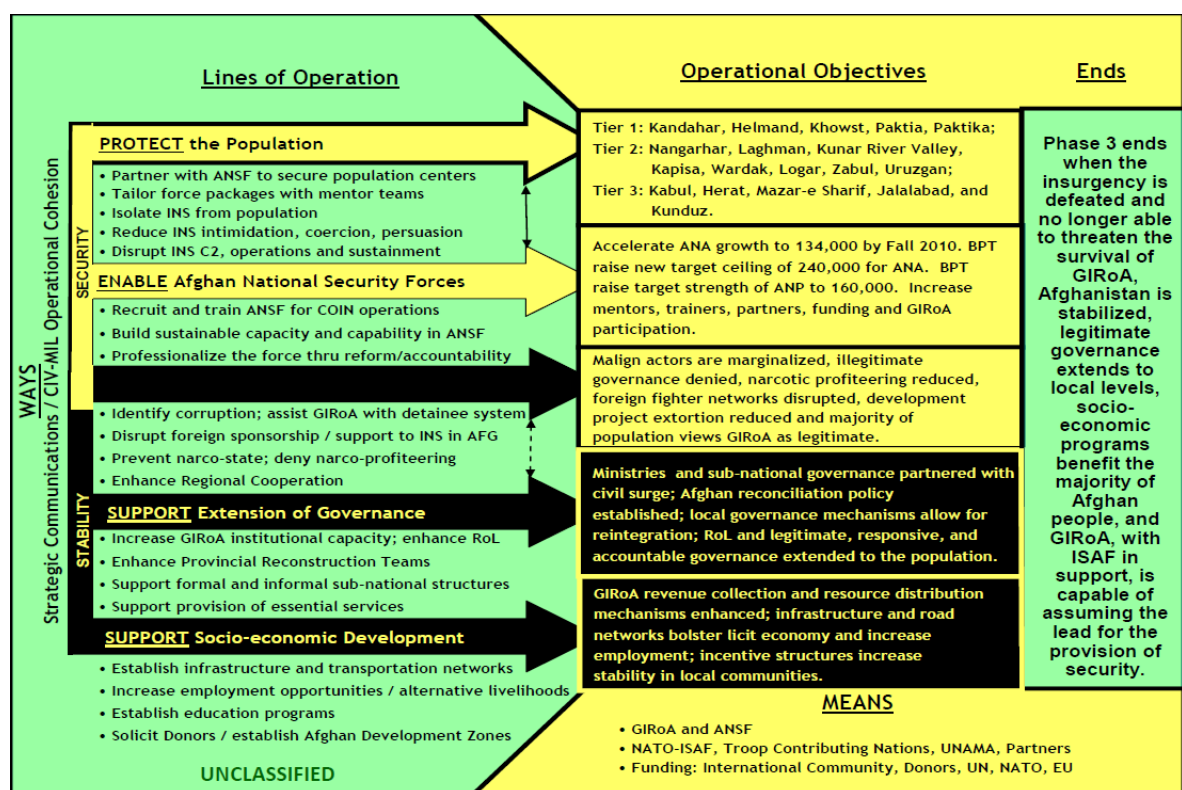 Lines of Operation
Operational Objectives
Ends
WAYS
Strategic Communications / CIV-MIL Operational Cohesion
SECURITY
STABILITY
PROTECT the Population
• Partner with ANSF to secure population centers
• Tailor force packages with mentor teams
• Isolate INS from population
• Reduce INS intimidation, coercion, persuasion
• Disrupt INS C2, operations and sustainment
ENABLE Afghan National Security Forces
• Recruit and train ANSF for COIN operations
• Build sustainable capacity and capability in ANSF
• Professionalize the force thru reform/accountability
• Identify corruption; assist GIRoA with detainee system
• Disrupt foreign sponsorship / support to INS in AFG
• Prevent narco-state; deny narco-profiteering
• Enhance Regional Cooperation
SUPPORT Extension of Governance
• Increase GIRoA institutional capacity; enhance RoL
• Enhance Provincial Reconstruction Teams
• Support formal and informal sub-national structures
• Support provision of essential services
SUPPORT Socio-economic Development
• Establish infrastructure and transportation networks
• Increase employment opportunities / alternative livelihoods
• Establish education programs
• Solicit Donors / establish Afghan Development Zones
UNCLASSIFIED
Tier 1: Kandahar, Helmand, Khowst, Paktia, Paktika;
Tier 2: Nangarhar, Laghman, Kunar River Valley,
Kapisa, Wardak, Logar, Zabul, Uruzgan;
Tier 3: Kabul, Herat, Mazar-e Sharif, Jalalabad, and
Kunduz.
Accelerate ANA growth to 134,000 by Fall 2010. BPT
raise new target ceiling of 240,000 for ANA. BPT
raise target strength of ANP to 160,000. Increase
mentors, trainers, partners, funding and GIRoA
participation.
Malign actors are marginalized, illegitimate
governance denied, narcotic profiteering reduced,
foreign fighter networks disrupted, development
project extortion reduced and majority of
population views GIRoA as legitimate.
Ministries and sub-national governance partnered with
civil surge; Afghan reconciliation policy
established; local governance mechanisms allow for
reintegration; RoL and legitimate, responsive, and
accountable governance extended to the population.
GIRoA revenue collection and resource distribution
mechanisms enhanced; infrastructure and road
networks bolster licit economy and increase
employment; incentive structures increase
stability in local communities.
MEANS
• GIRoA and ANSF
• NATO-ISAF, Troop Contributing Nations, UNAMA, Partners
• Funding: International Community, Donors, UN, NATO, EU
Phase 3 ends
when the
insurgency is
defeated and
no longer able
to threaten the
survival of
GIRoA,
Afghanistan is
stabilized,
legitimate
governance
extends to
local levels,
socio-
economic
programs
benefit the
majority of
Afghan
people, and
GIRoA, with
ISAF in
support, is
capable of
assuming the
lead for the
provision of
security.